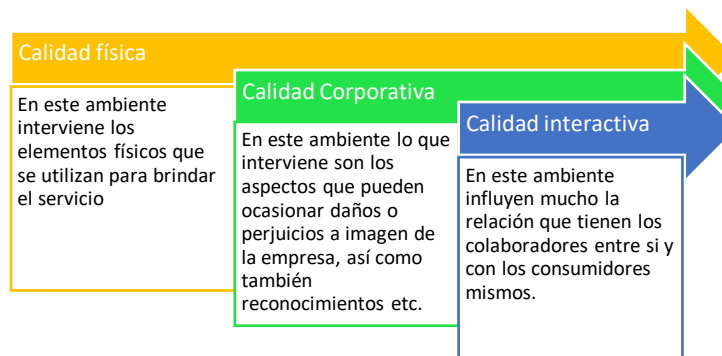 Calidad física
En este ambiente
interviene los
elementos físicos que
se utilizan para brindar
el servicio
Calidad Corporativa
En este ambiente lo que
interviene son los
aspectos que pueden
ocasionar daños o
perjuicios a imagen de
la empresa, así como
también
reconocimientos etc.
Calidad interactiva
En este ambiente
influyen mucho la
relación que tienen los
colaboradores entre si y
con los consumidores
mismos.